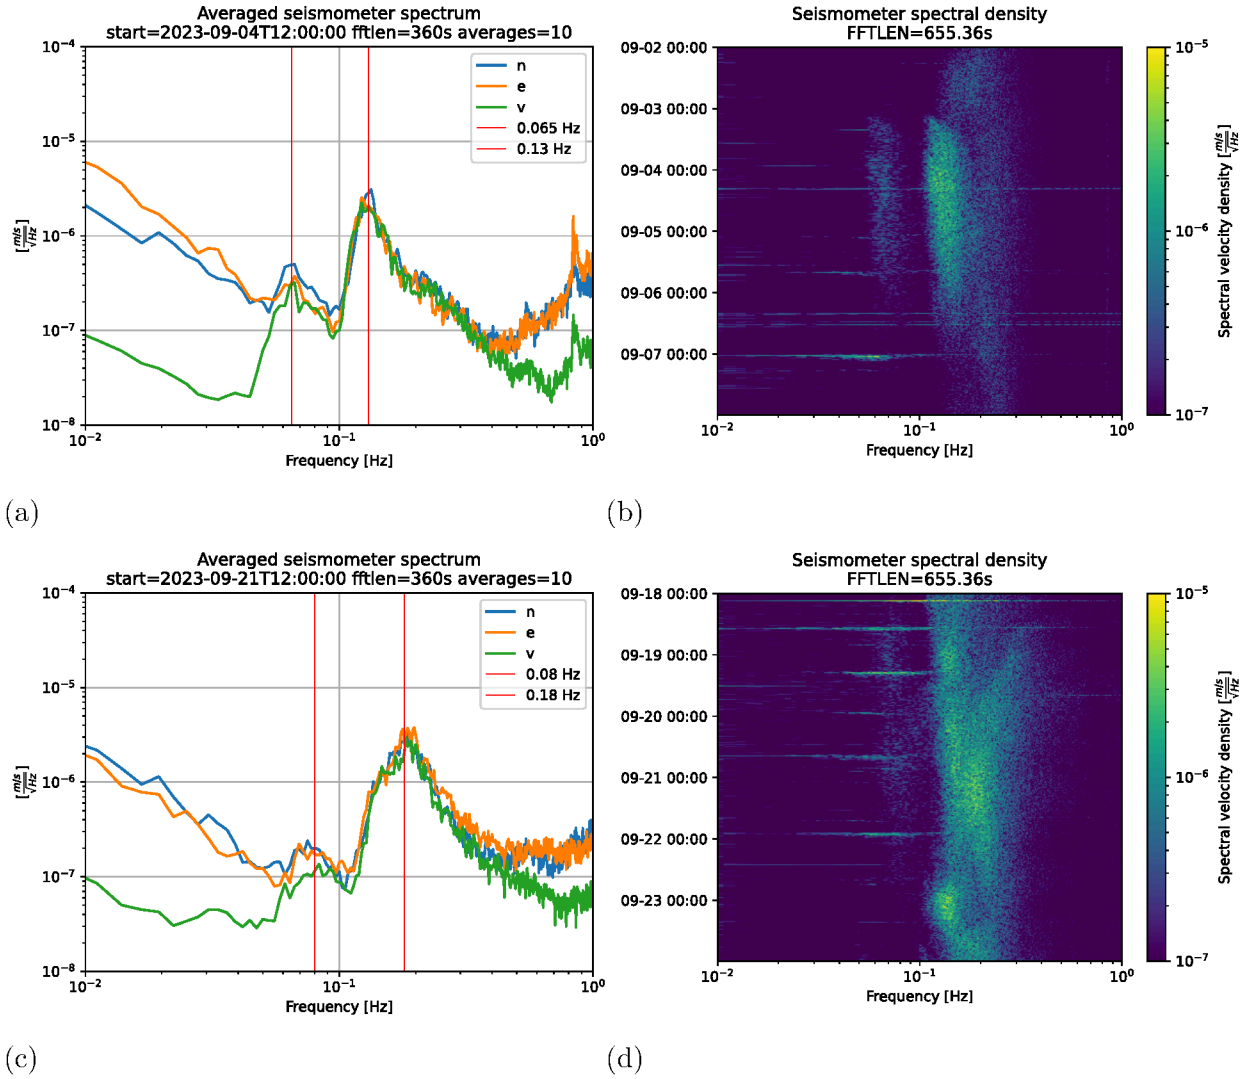 Averaged seismometer spectrum
start=2023-09-04T12:00:00 fftlen=360s averages=10
10⁻⁴
10⁻⁵
10⁻⁶
10⁻⁷
10⁻⁸
[m/s/√Hz]
n
e
v
0.065 Hz
0.13 Hz
10⁻² 10⁻¹ 10⁰
Frequency [Hz]
(a)
Seismometer spectral density
FFTLEN=655.36s
09-02 00:00
09-03 00:00
09-04 00:00
09-05 00:00
09-06 00:00
09-07 00:00
10⁻² 10⁻¹ 10⁰
Frequency [Hz]
10⁻⁵
10⁻⁶
10⁻⁷
Spectral velocity density [m/s/√Hz]
(b)
Averaged seismometer spectrum
start=2023-09-21T12:00:00 fftlen=360s averages=10
10⁻⁴
10⁻⁵
10⁻⁶
10⁻⁷
10⁻⁸
[m/s/√Hz]
n
e
v
0.08 Hz
0.18 Hz
10⁻² 10⁻¹ 10⁰
Frequency [Hz]
(c)
Seismometer spectral density
FFTLEN=655.36s
09-18 00:00
09-19 00:00
09-20 00:00
09-21 00:00
09-22 00:00
09-23 00:00
10⁻² 10⁻¹ 10⁰
Frequency [Hz]
10⁻⁵
10⁻⁶
10⁻⁷
Spectral velocity density [m/s/√Hz]
(d)